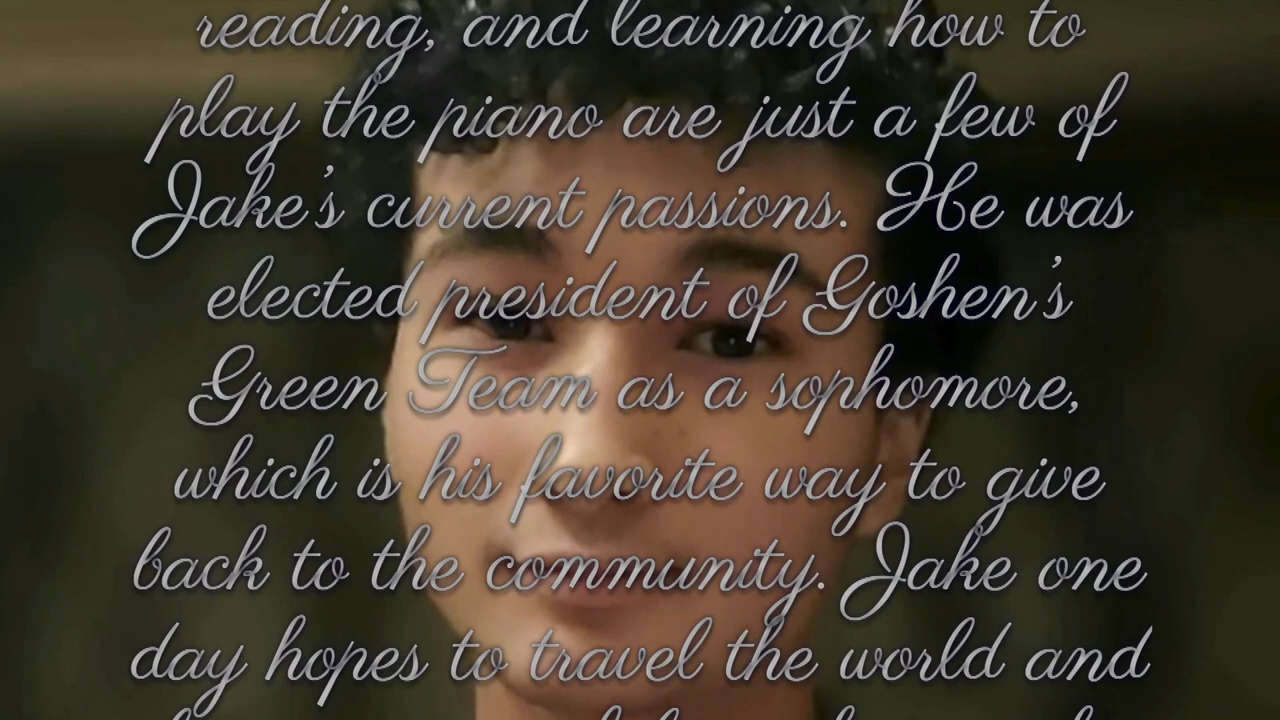 reading, and learning how to
play the piano are just a few of
Jake's current passions. He was
elected president of Goshen's
Green Team as a sophomore,
which is his favorite way to give
back to the community. Jake one
day hopes to travel the world and